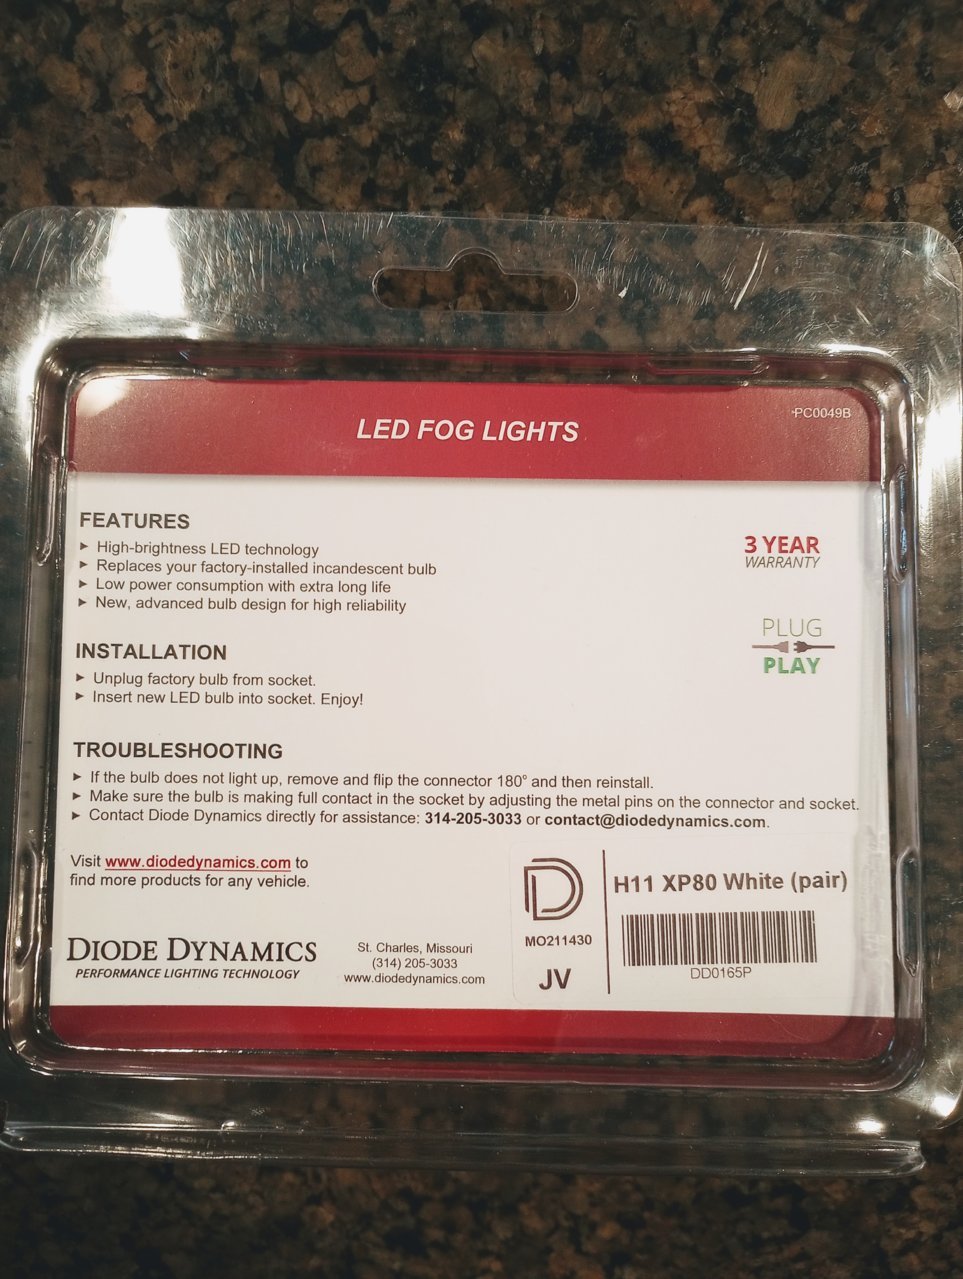 PC0049B
LED FOG LIGHTS
FEATURES
► High-brightness LED technology
► Replaces your factory-installed incandescent bulb
► Low power consumption with extra long life
► New, advanced bulb design for high reliability
3 YEAR
WARRANTY
PLUG
PLAY
INSTALLATION
► Unplug factory bulb from socket.
► Insert new LED bulb into socket. Enjoy!
TROUBLESHOOTING
► If the bulb does not light up, remove and flip the connector 180° and then reinstall.
► Make sure the bulb is making full contact in the socket by adjusting the metal pins on the connector and socket.
► Contact Diode Dynamics directly for assistance: 314-205-3033 or contact@diodedynamics.com.
Visit www.diodedynamics.com to
find more products for any vehicle.
DIODE DYNAMICS
PERFORMANCE LIGHTING TECHNOLOGY
St. Charles, Missouri
(314) 205-3033
www.diodedynamics.com
D
MO211430
JV
H11 XP80 White (pair)
DD0165P